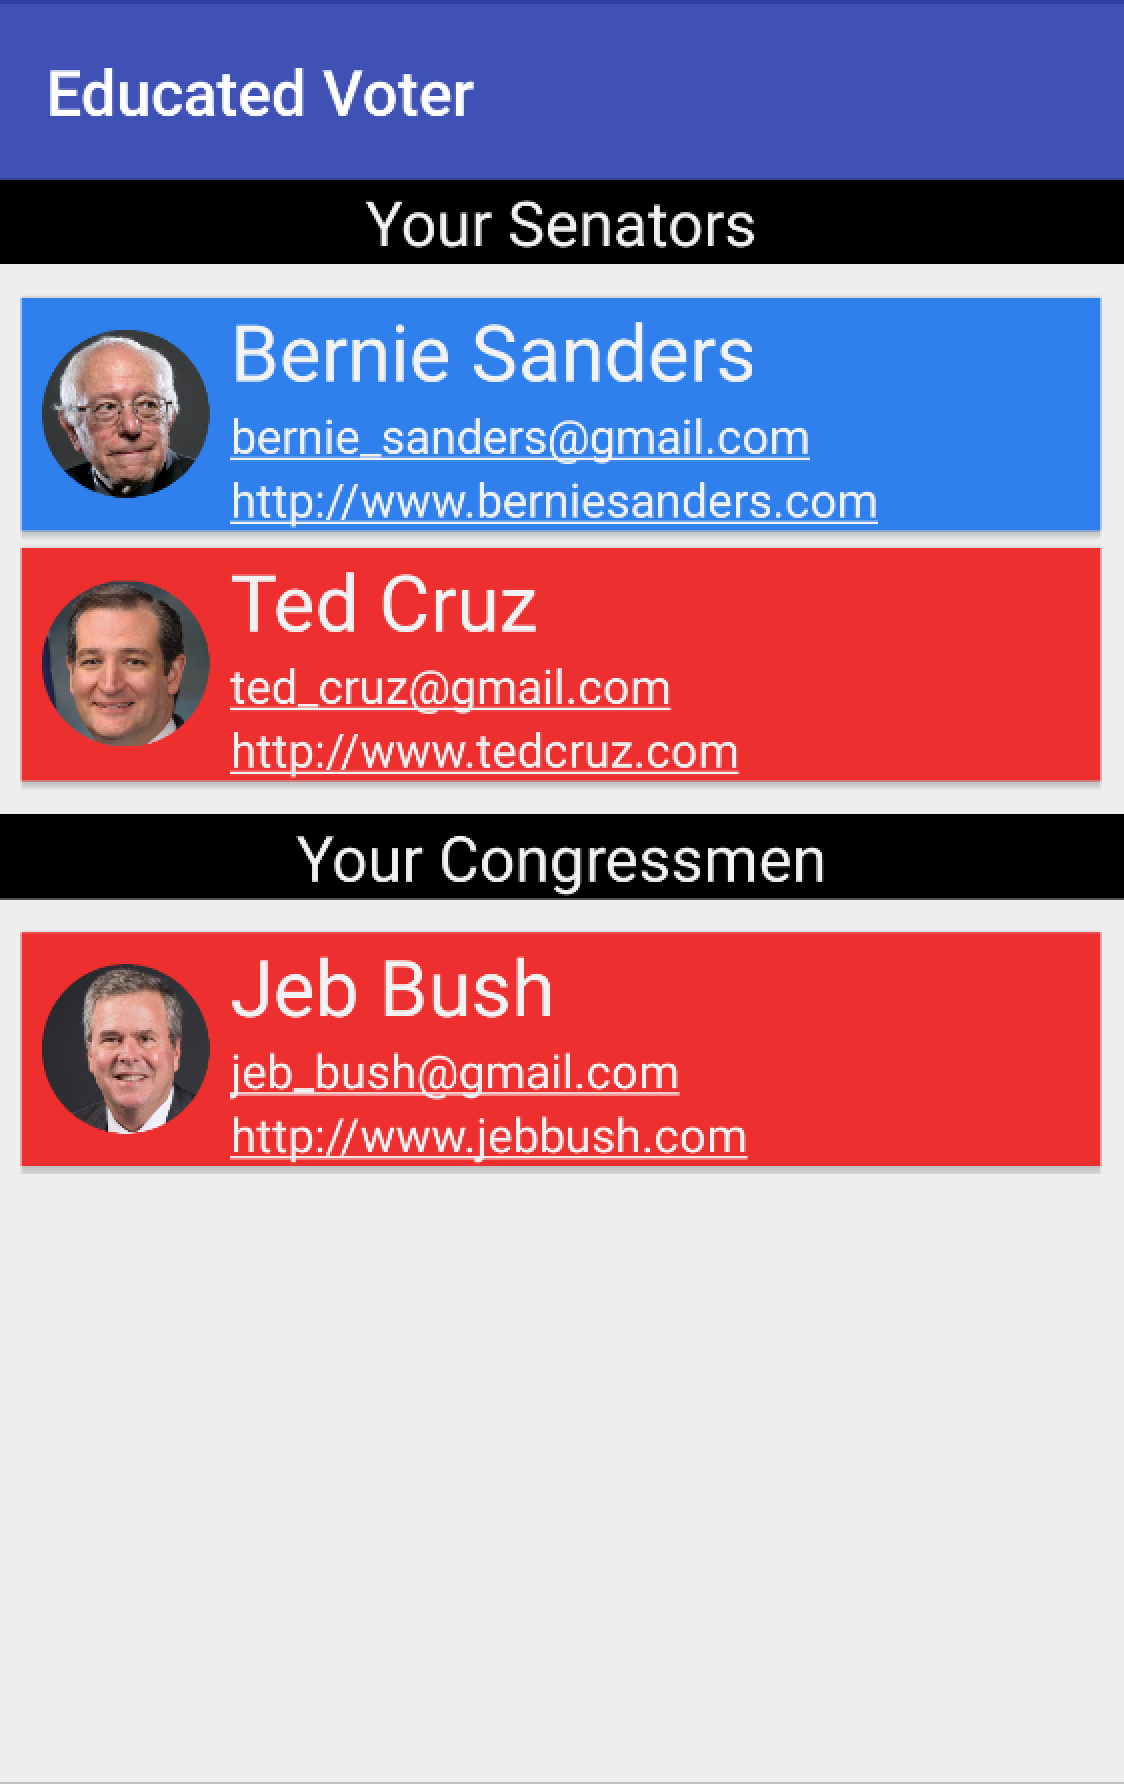 Educated Voter
Your Senators
Bernie Sanders
bernie_sanders@gmail.com
http://www.berniesanders.com
Ted Cruz
ted_cruz@gmail.com
http://www.tedcruz.com
Your Congressmen
Jeb Bush
jeb_bush@gmail.com
http://www.jebbush.com